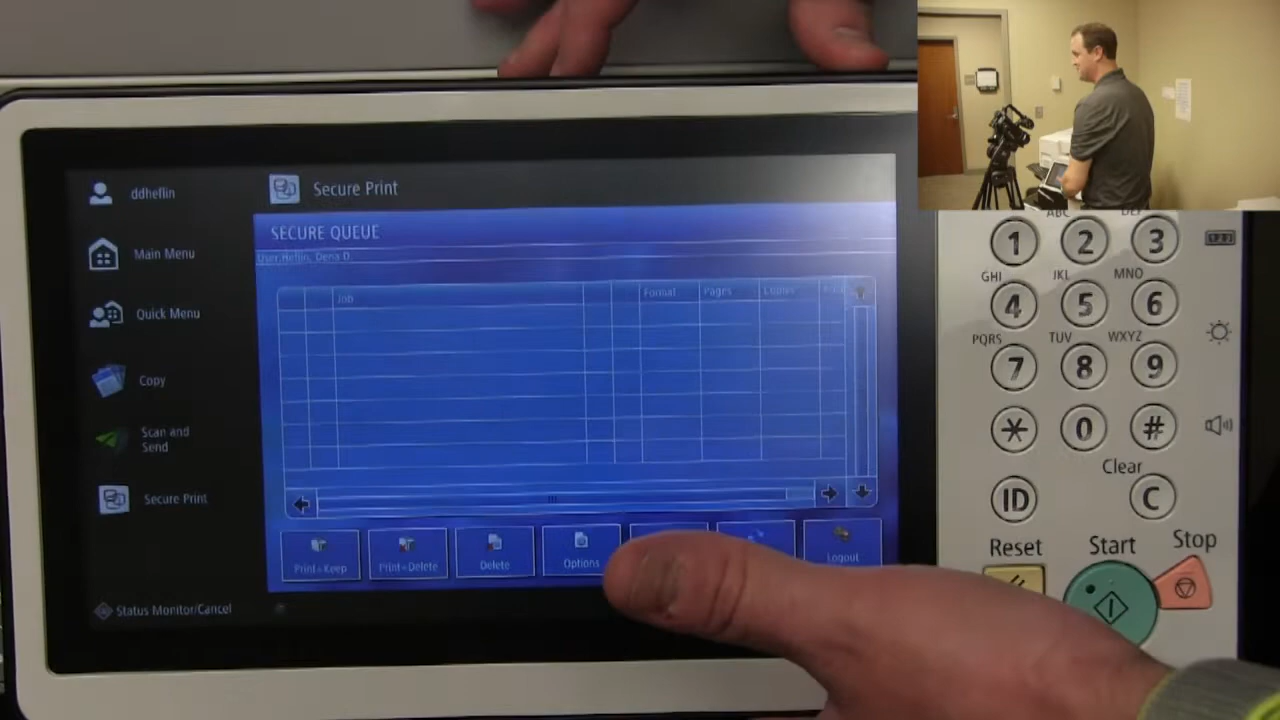 ddheflin
Main Menu
Quick Menu
Copy
Scan and
Send
Secure Print
Status Monitor/Cancel
Secure Print
SECURE QUEUE
User Heflin, Dena D.
Job
Format
Pages
Copies
Print+Keep
Print+Delete
Delete
Options
Logout
ABC
1
2
3
GHI
JKL
MNO
4
5
6
PQRS
TUV
WXYZ
7
8
9
*
0
#
Clear
ID
C
Reset
Start
Stop